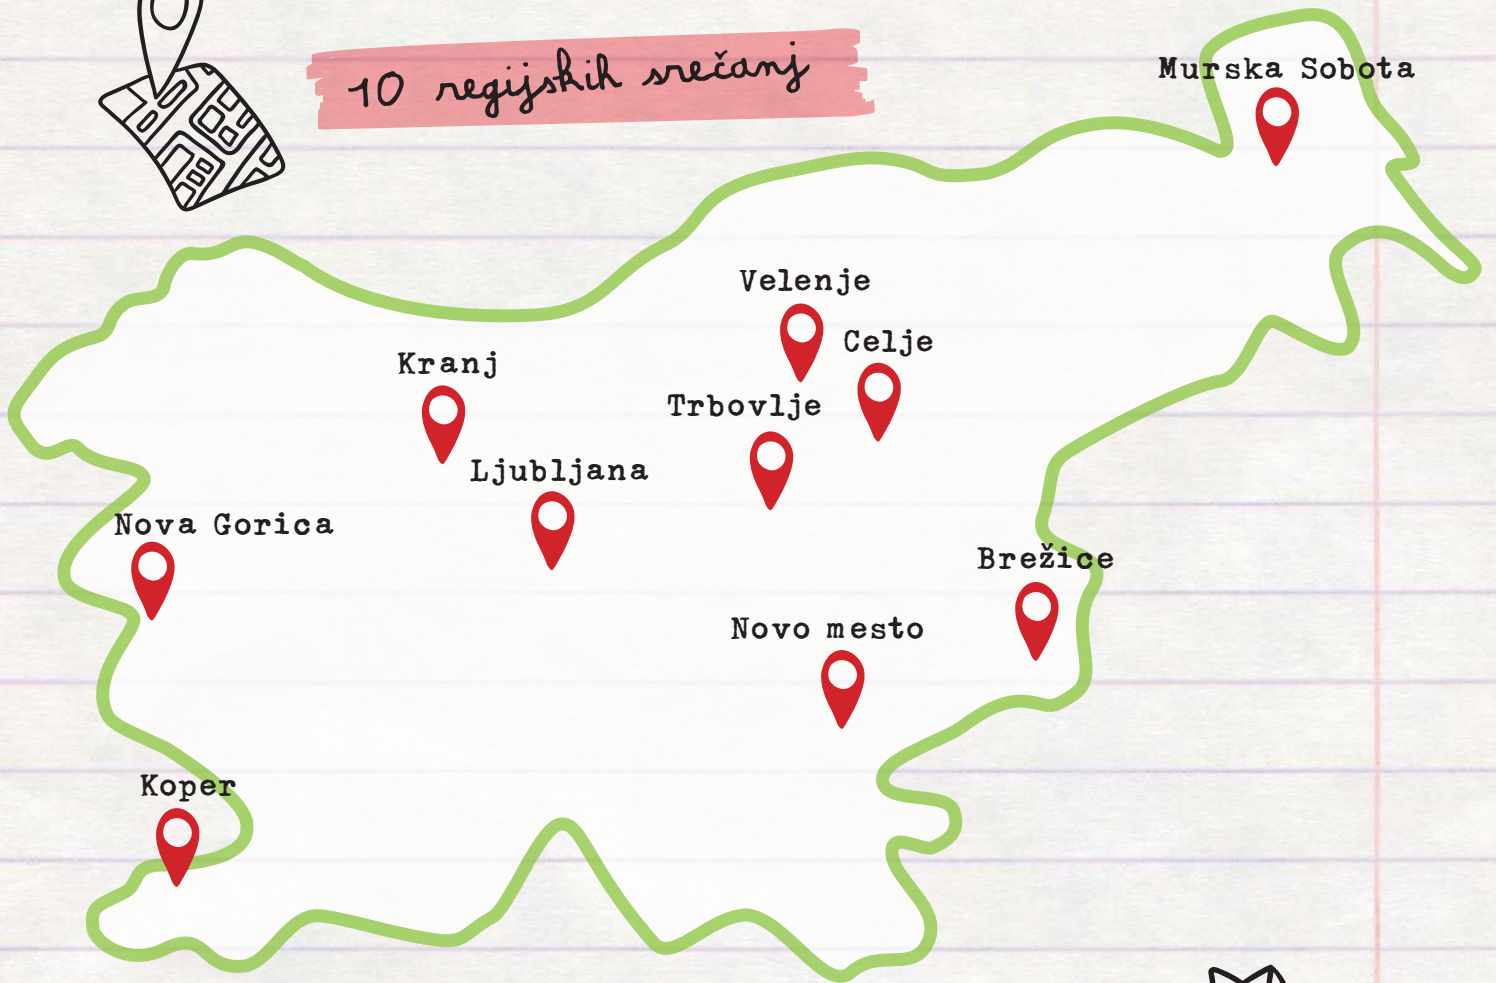 10 regijskih srečanj
Murska Sobota
Velenje
Celje
Kranj
Trbovlje
Ljubljana
Nova Gorica
Brežice
Novo mesto
Koper